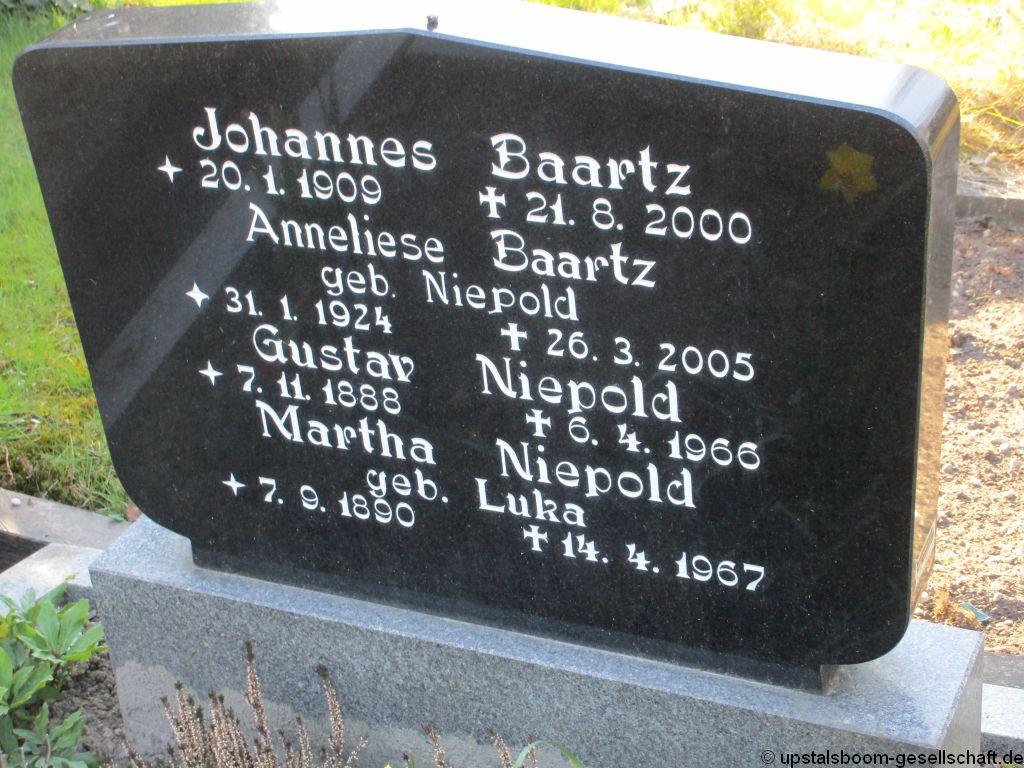 Johannes Baartz
20. 1. 1909 21. 8. 2000
Anneliese Baartz
geb. Niepold
31. 1. 1924 26. 3. 2005
Gustav Niepold
7. 11. 1888 6. 4. 1966
Martha Niepold
geb. Luka
7. 9. 1890 14. 4. 1967
© upstalsboom-gesellschaft.de